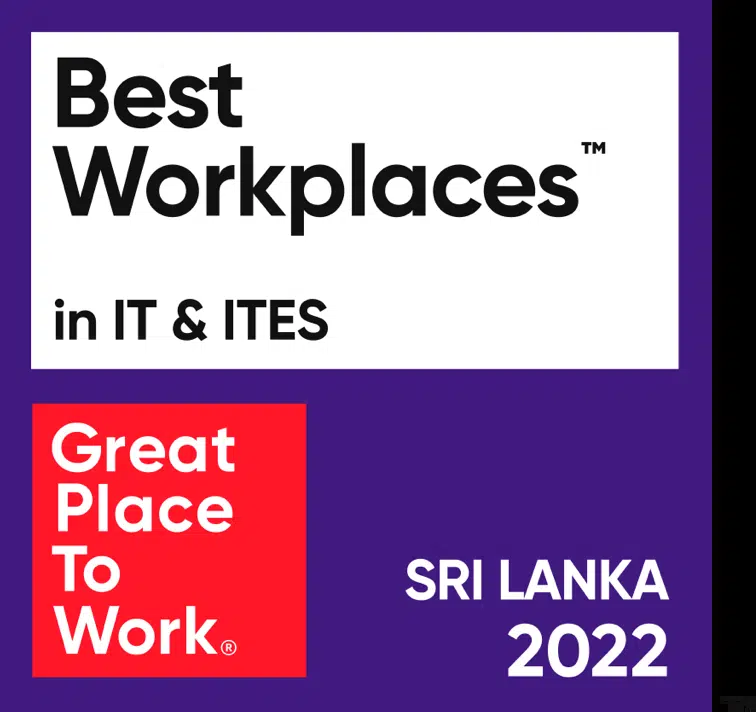 Best
Workplaces™
in IT & ITES
Great
Place
To
Work®
SRI LANKA
2022